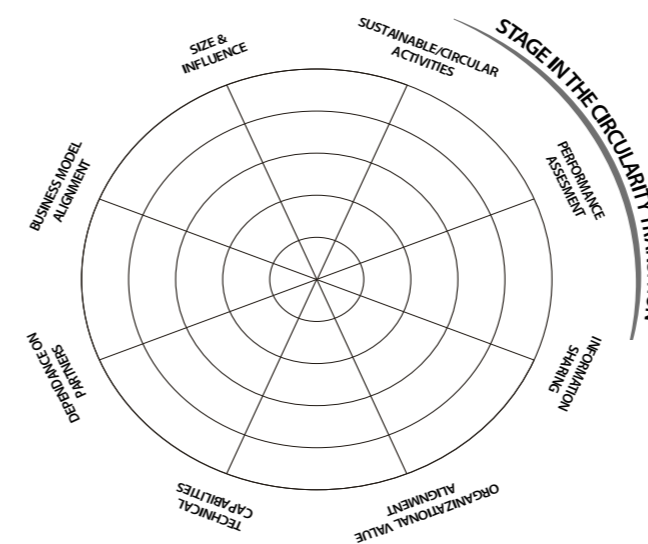 SIZE &
INFLUENCE
SUSTAINABLE/CIRCULAR
ACTIVITIES
STAGE IN THE CIRCULARITY
PERFORMANCE
ASSESMENT
INFORMATION
SHARING
ORGANIZATIONAL VALUE
ALIGNMENT
TECHNICAL
CAPABILITIES
DEPENDANCE ON
PARTNERS
BUSINESS MODEL
ALIGNMENT